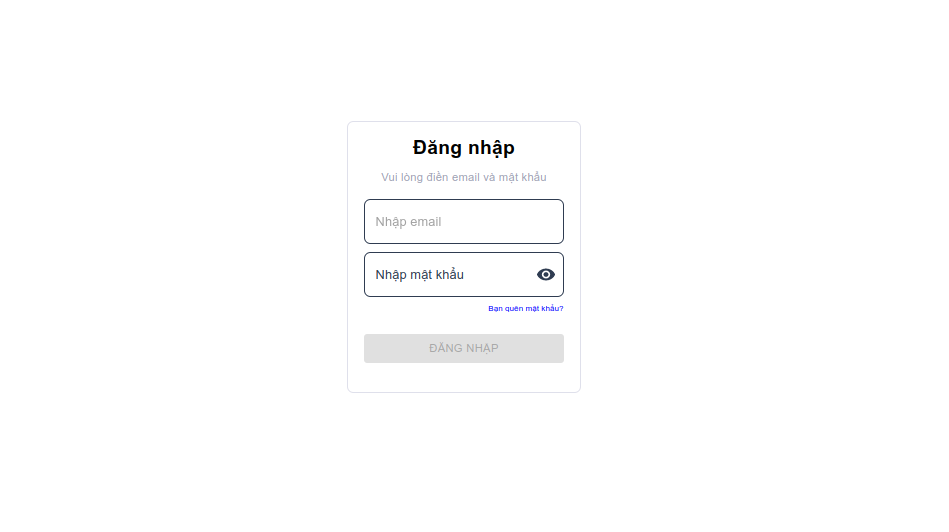 Đăng nhập
Vui lòng điền email và mật khẩu
Nhập email
Nhập mật khẩu
Bạn quên mật khẩu?
ĐĂNG NHẬP